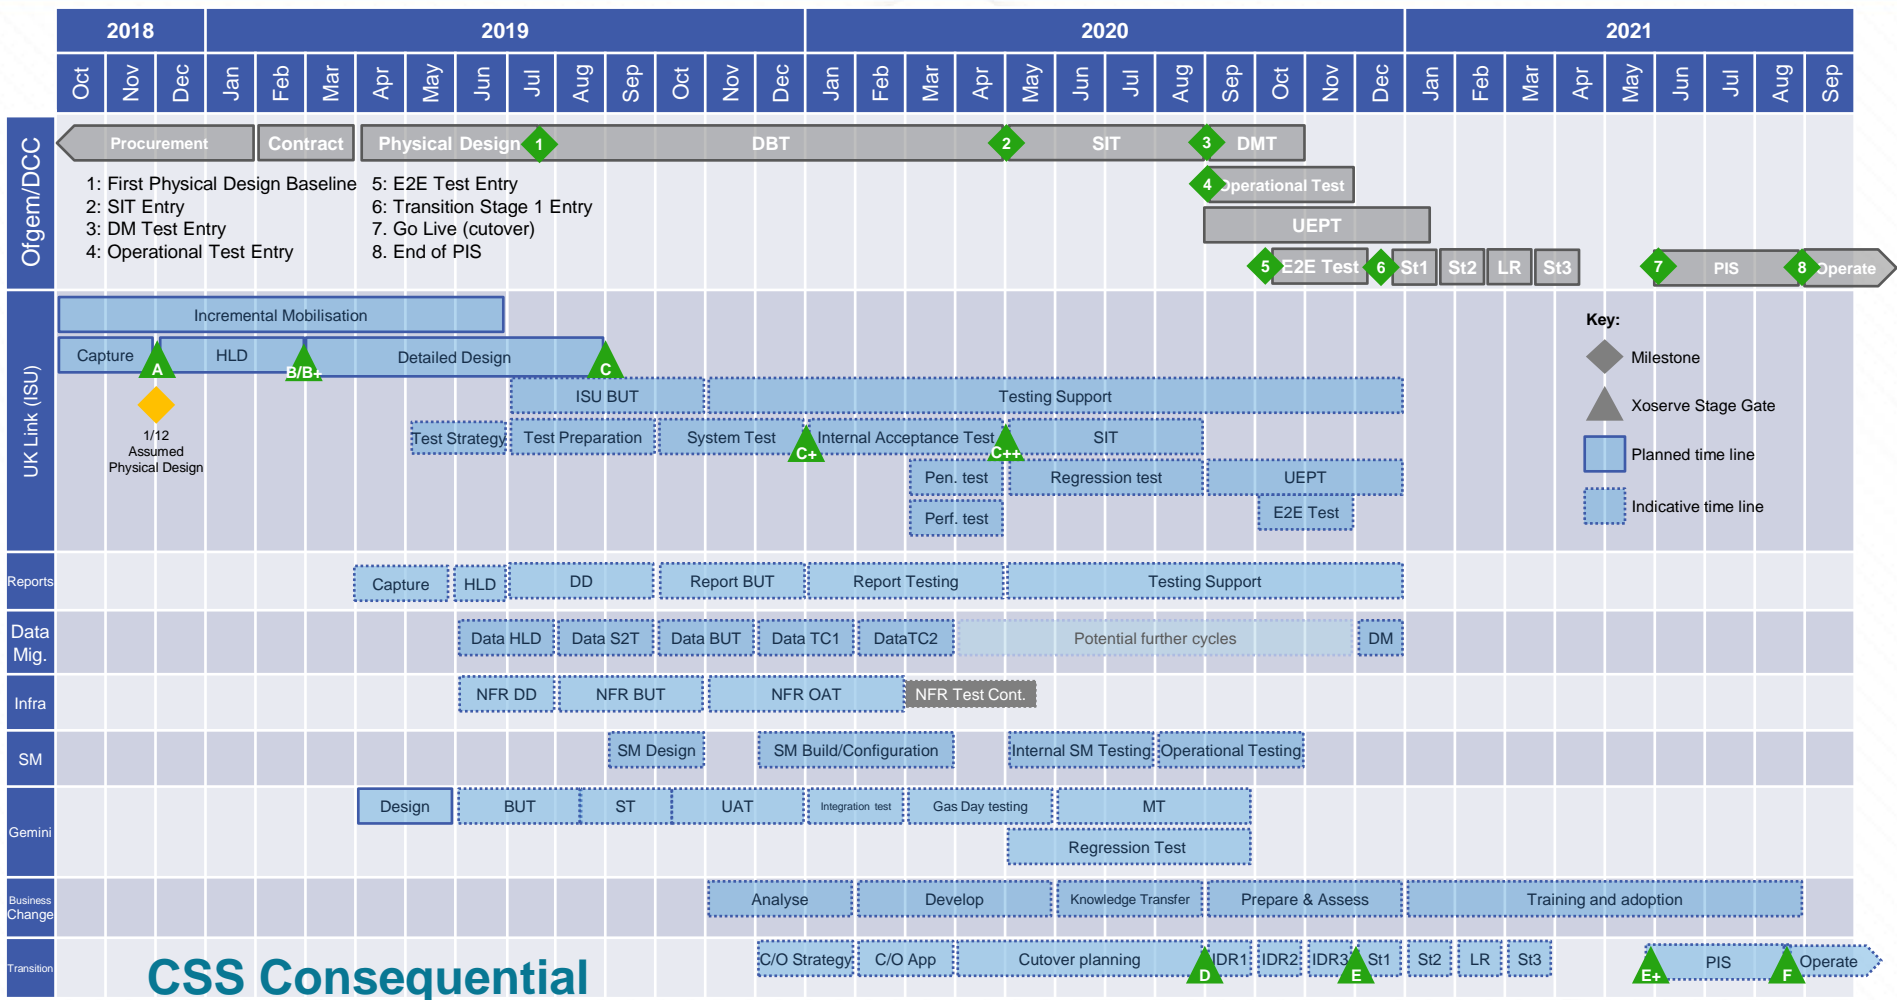 2018 2019 2020 2021
Oct Nov Dec Jan Feb Mar Apr May Jun Jul Aug Sep Oct Nov Dec Jan Feb Mar Apr May Jun Jul Aug Sep Oct Nov Dec Jan Feb Mar Apr May Jun Jul Aug Sep
Ofgem/DCC
Procurement Contract Physical Design 1 DBT 2 SIT 3 DMT
1: First Physical Design Baseline 5: E2E Test Entry
2: SIT Entry 6: Transition Stage 1 Entry
3: DM Test Entry 7. Go Live (cutover)
4: Operational Test Entry 8. End of PIS
4 Operational Test
UEPT
5 E2E Test 6 St1 St2 LR St3 7 PIS 8 Operate
UK Link (ISU)
Incremental Mobilisation
Capture A HLD B/B+ Detailed Design C
ISU BUT Testing Support
1/12
Assumed
Physical Design
Test Strategy Test Preparation System Test C+ Internal Acceptance Test C++ SIT
Pen. test Regression test UEPT
Perf. test E2E Test
Key:
Milestone
Xoserve Stage Gate
Planned time line
Indicative time line
Reports
Capture HLD DD Report BUT Report Testing Testing Support
Data
Mig.
Data HLD Data S2T Data BUT Data TC1 DataTC2 Potential further cycles DM
Infra
NFR DD NFR BUT NFR OAT NFR Test Cont.
SM
SM Design SM Build/Configuration Internal SM Testing Operational Testing
Gemini
Design BUT ST UAT Integration test Gas Day testing MT
Regression Test
Business
Change
Analyse Develop Knowledge Transfer Prepare & Assess Training and adoption
Transition
C/O Strategy C/O App Cutover planning D IDR1 IDR2 IDR3 E St1 St2 LR St3 E+ PIS F Operate
CSS Consequential